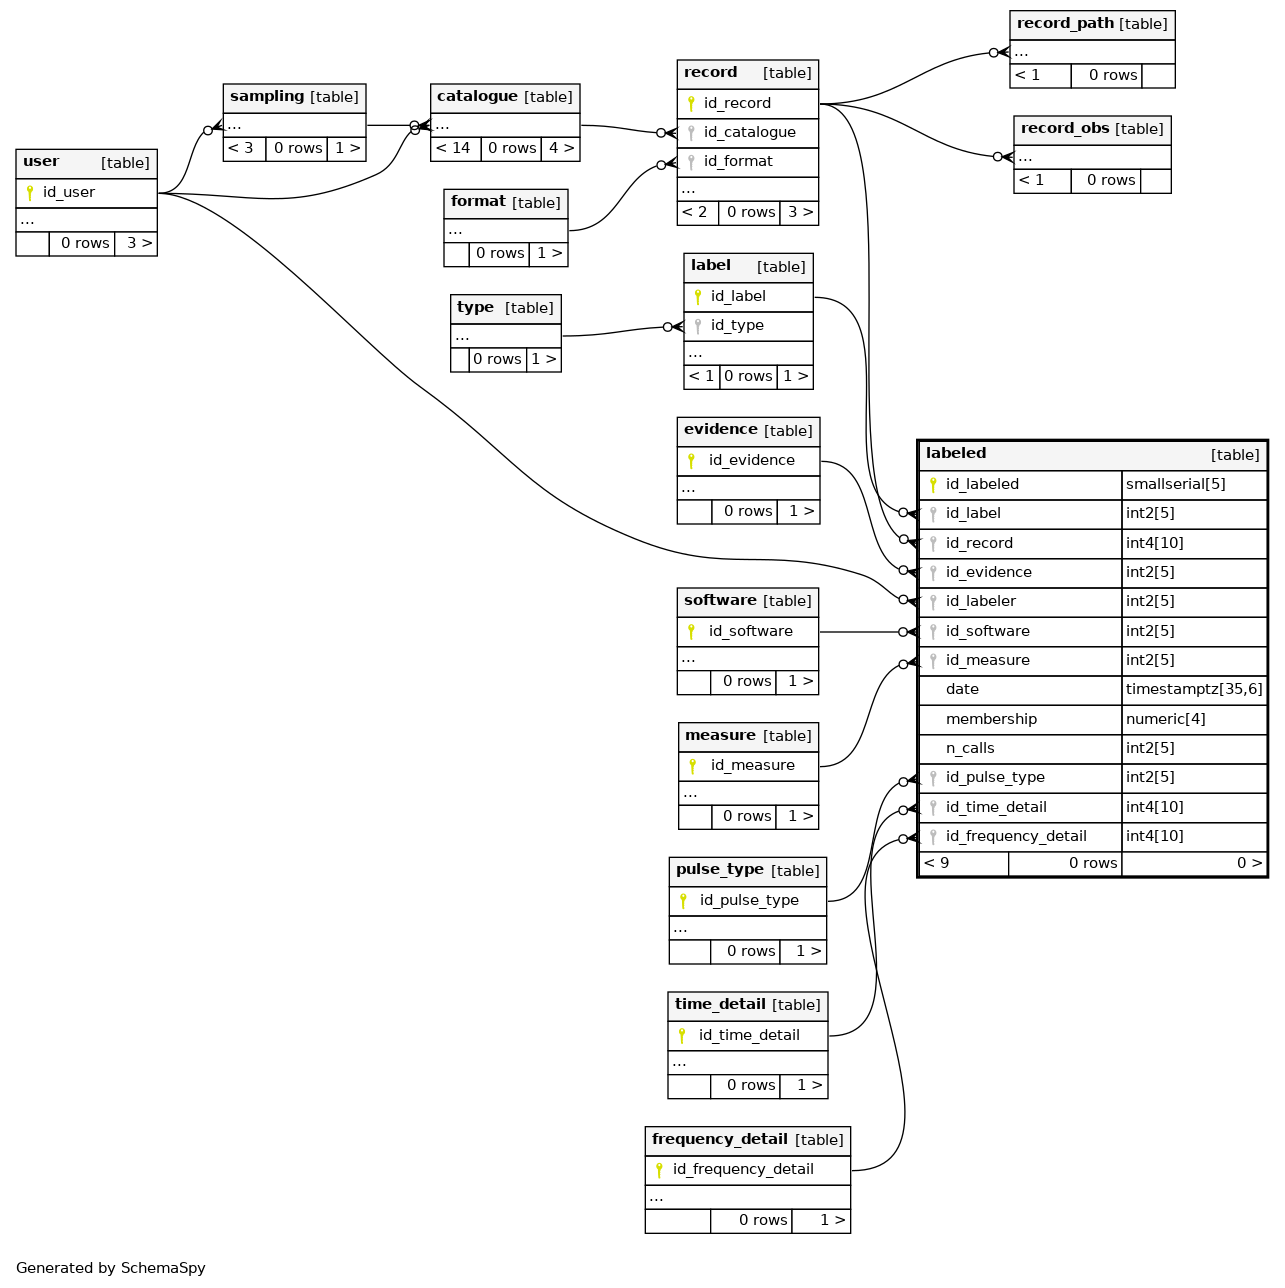 record_path [table]
...
< 1 0 rows
record [table]
id_record
id_catalogue
id_format
...
< 2 0 rows 3 >
sampling [table]
...
< 3 0 rows 1 >
catalogue [table]
...
< 14 0 rows 4 >
record_obs [table]
...
< 1 0 rows
user [table]
id_user
...
0 rows 3 >
format [table]
...
0 rows 1 >
label [table]
id_label
id_type
...
< 1 0 rows 1 >
type [table]
...
0 rows 1 >
evidence [table]
id_evidence
...
0 rows 1 >
labeled [table]
id_labeled smallserial[5]
id_label int2[5]
id_record int4[10]
id_evidence int2[5]
id_labeler int2[5]
id_software int2[5]
id_measure int2[5]
date timestamptz[35,6]
membership numeric[4]
n_calls int2[5]
id_pulse_type int2[5]
id_time_detail int4[10]
id_frequency_detail int4[10]
< 9 0 rows 0 >
software [table]
id_software
...
0 rows 1 >
measure [table]
id_measure
...
0 rows 1 >
pulse_type [table]
id_pulse_type
...
0 rows 1 >
time_detail [table]
id_time_detail
...
0 rows 1 >
frequency_detail [table]
id_frequency_detail
...
0 rows 1 >
Generated by SchemaSpy